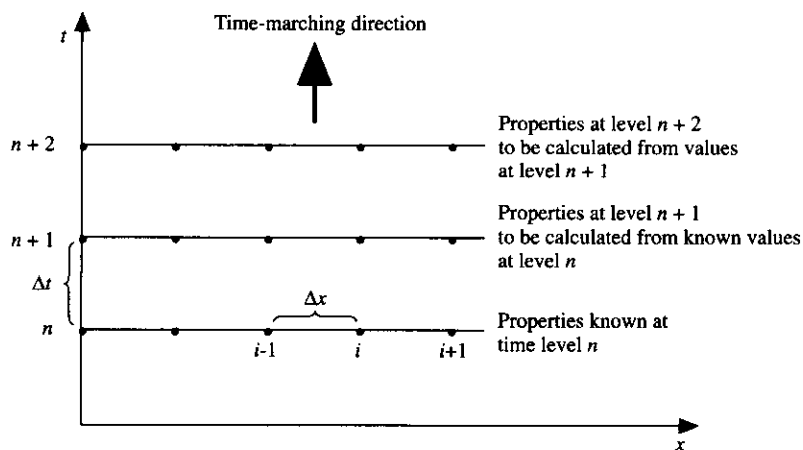 t
Time-marching direction
n + 2
Properties at level n + 2
to be calculated from values
at level n + 1
n + 1
Properties at level n + 1
to be calculated from known values
at level n
Δt
Δx
n
i-1
i
i+1
Properties known at
time level n
x